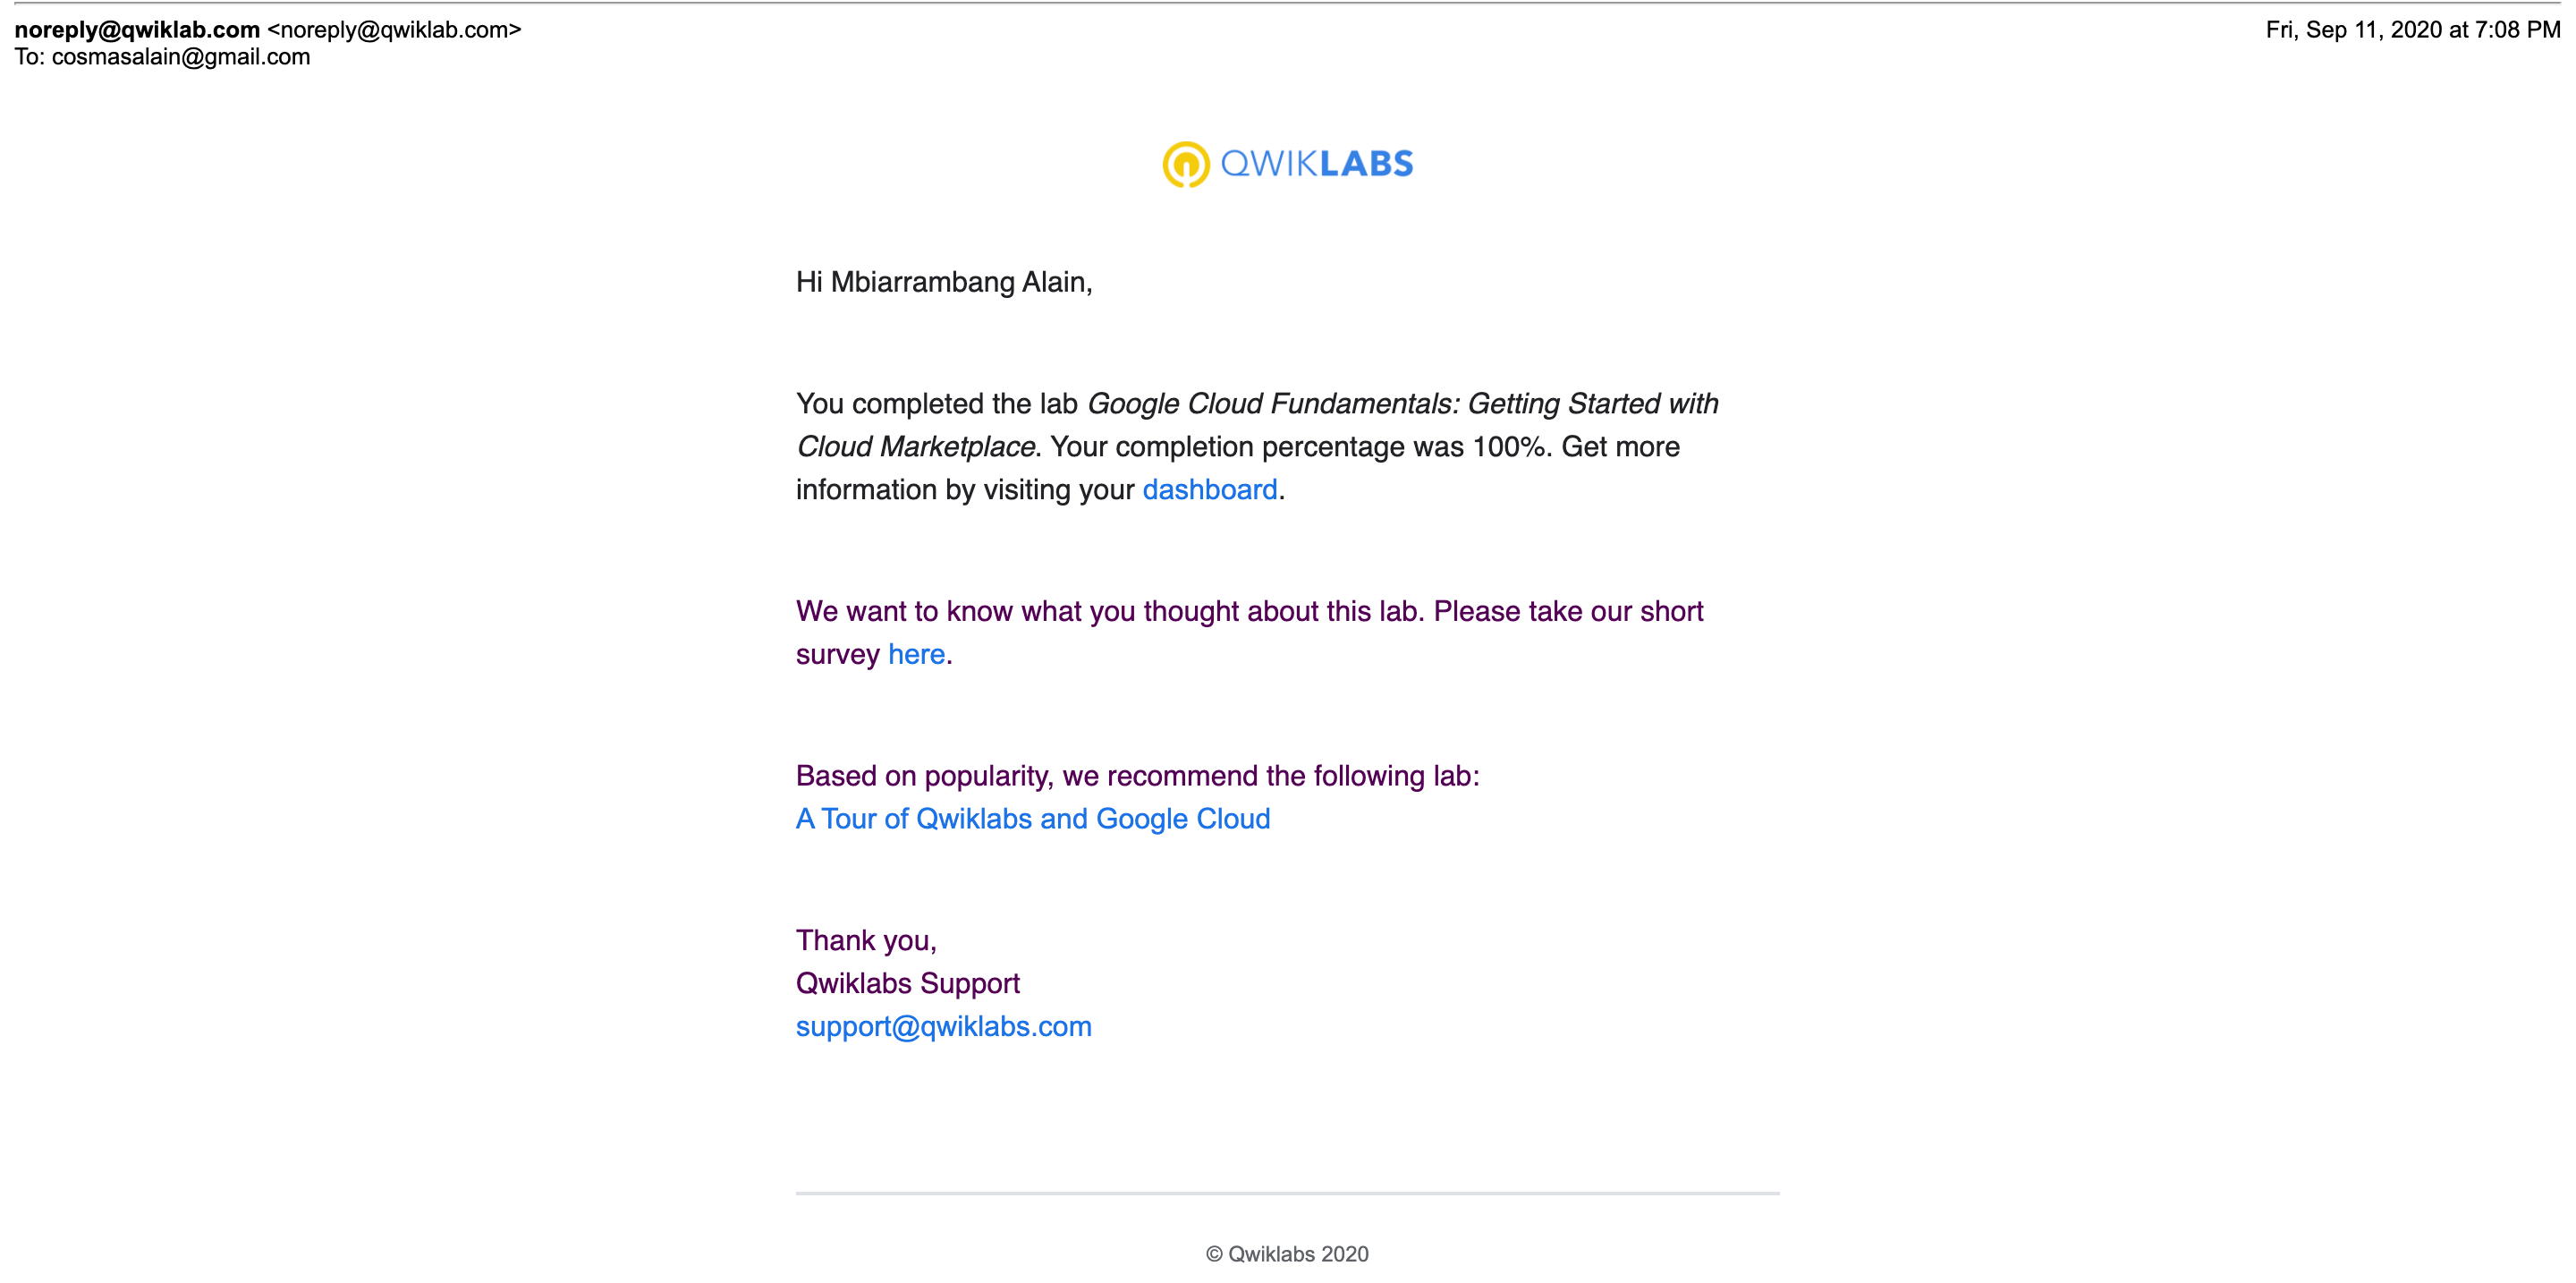 noreply@qwiklab.com <noreply@qwiklab.com>
Fri, Sep 11, 2020 at 7:08 PM
To: cosmasalain@gmail.com
QWIKLABS
Hi Mbiarrambang Alain,
You completed the lab Google Cloud Fundamentals: Getting Started with
Cloud Marketplace. Your completion percentage was 100%. Get more
information by visiting your dashboard.
We want to know what you thought about this lab. Please take our short
survey here.
Based on popularity, we recommend the following lab:
A Tour of Qwiklabs and Google Cloud
Thank you,
Qwiklabs Support
support@qwiklabs.com
© Qwiklabs 2020